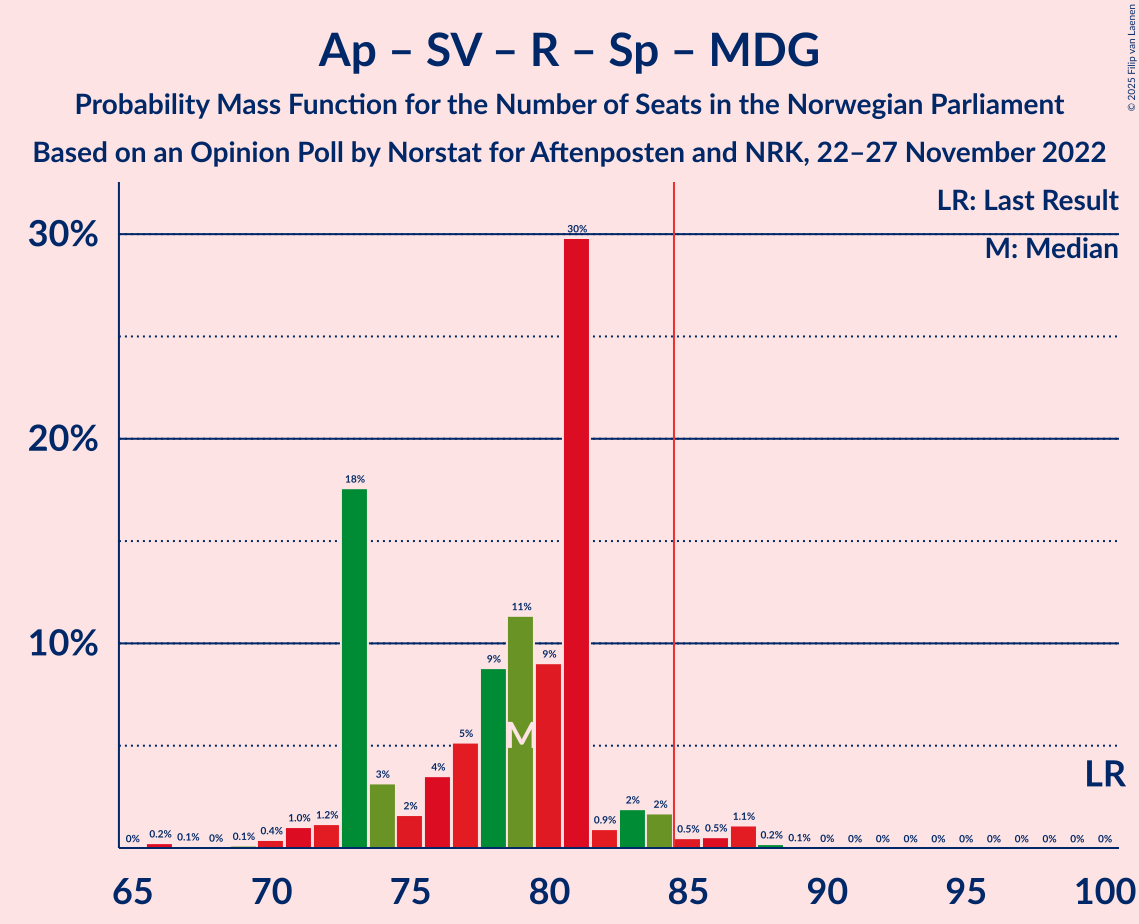 Ap – SV – R – Sp – MDG
Probability Mass Function for the Number of Seats in the Norwegian Parliament
Based on an Opinion Poll by Norstat for Aftenposten and NRK, 22–27 November 2022
© 2025 Filip van Laenen
LR: Last Result
M: Median
30%
20%
10%
0% 0.2% 0.1% 0% 0.1% 0.4% 1.0% 1.2% 18% 3% 2% 4% 5% 9% 11% 9% 30% 0.9% 2% 2% 0.5% 0.5% 1.1% 0.2% 0.1% 0% 0% 0% 0% 0% 0% 0% 0% 0% 0% 0%
M
LR
65 70 75 80 85 90 95 100